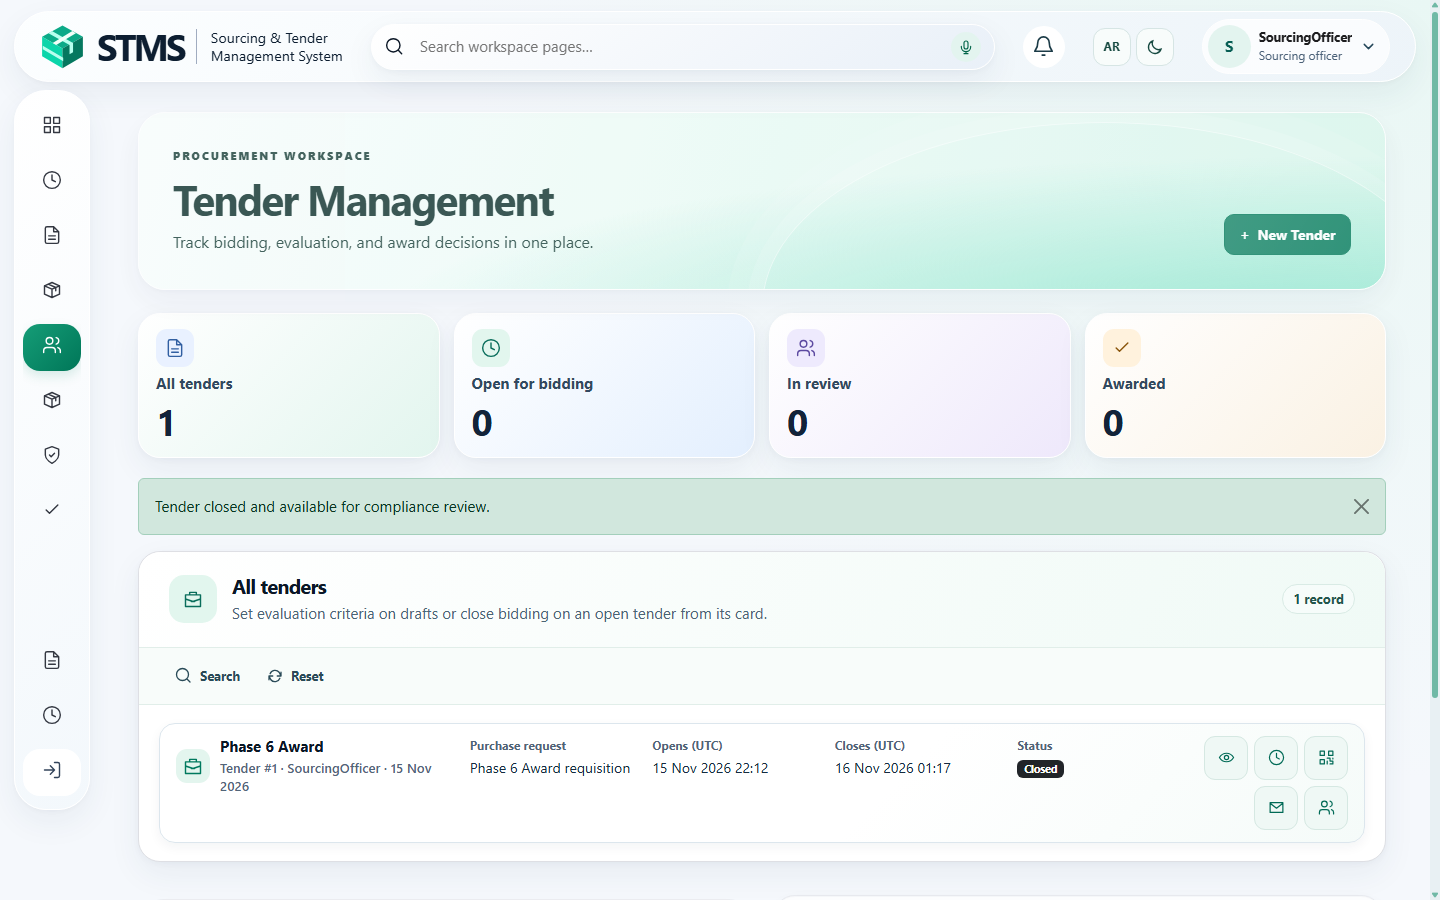 STMS
Sourcing & Tender
Management System
Search workspace pages...
AR
S
SourcingOfficer
Sourcing officer
PROCUREMENT WORKSPACE
Tender Management
Track bidding, evaluation, and award decisions in one place.
+ New Tender
All tenders
1
Open for bidding
0
In review
0
Awarded
0
Tender closed and available for compliance review.
All tenders
Set evaluation criteria on drafts or close bidding on an open tender from its card.
1 record
Search
Reset
Phase 6 Award
Tender #1 · SourcingOfficer · 15 Nov
2026
Purchase request
Phase 6 Award requisition
Opens (UTC)
15 Nov 2026 22:12
Closes (UTC)
16 Nov 2026 01:17
Status
Closed